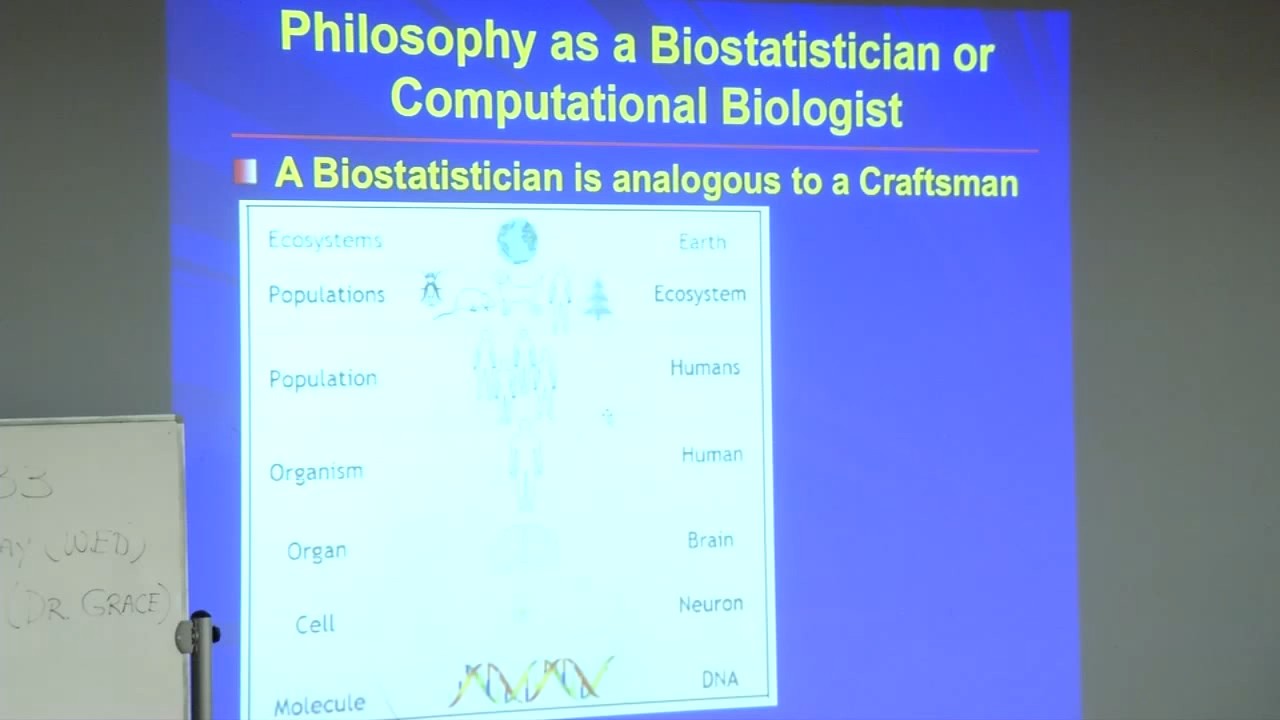 Philosophy as a Biostatistician or
Computational Biologist
A Biostatistician is analogous to a Craftsman
Ecosystems Earth
Populations Ecosystem
Population Humans
Organism Human
Organ Brain
Cell Neuron
Molecule DNA
33
(WED)
(DR. GRACE)